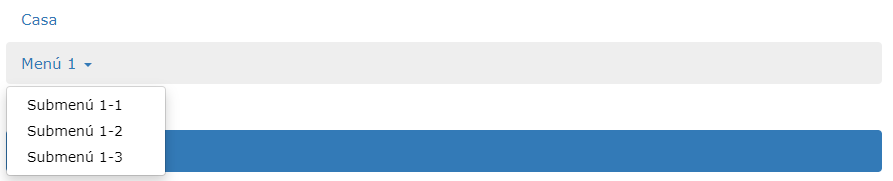 Casa
Menú 1
Submenú 1-1
Submenú 1-2
Submenú 1-3